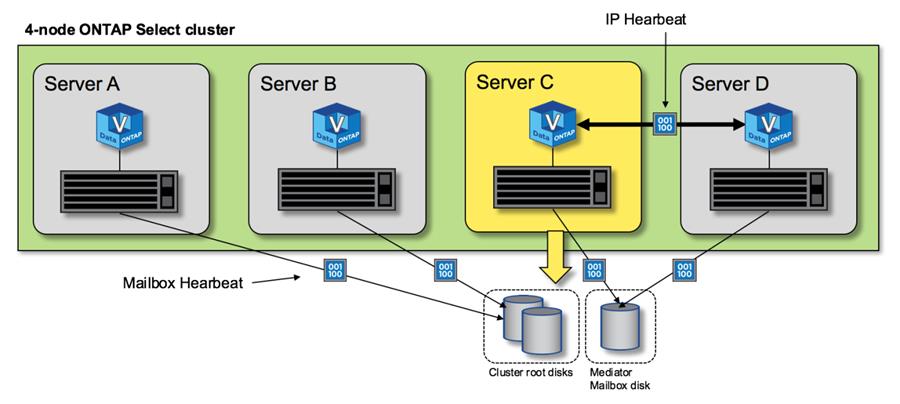 IP Hearbeat
4-node ONTAP Select cluster
Server A
Server B
Server C
Server D
V
Data ONTAP
V
Data ONTAP
V
Data ONTAP
001
100
V
Data ONTAP
Mailbox Hearbeat
001
100
001
100
001
100
001
100
Cluster root disks
Mediator
Mailbox disk